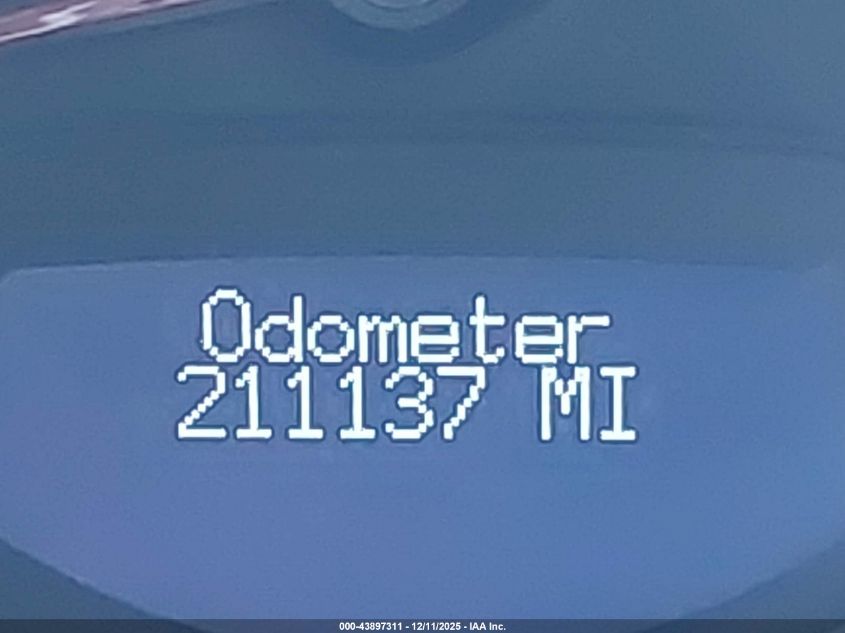 Odometer
211137 MI
000-43897311 - 12/11/2025 - IAA Inc.